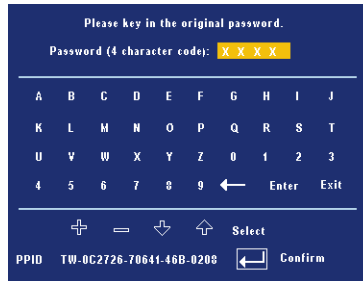 Please key in the original password.
Password (4 character code): X X X X
A B C D E F G H I J
K L M N O P Q R S T
U V W X Y Z 0 1 2 3
4 5 6 7 8 9 ← Enter Exit
Select
PPID TW-0C2726-70641-46B-0208 Confirm